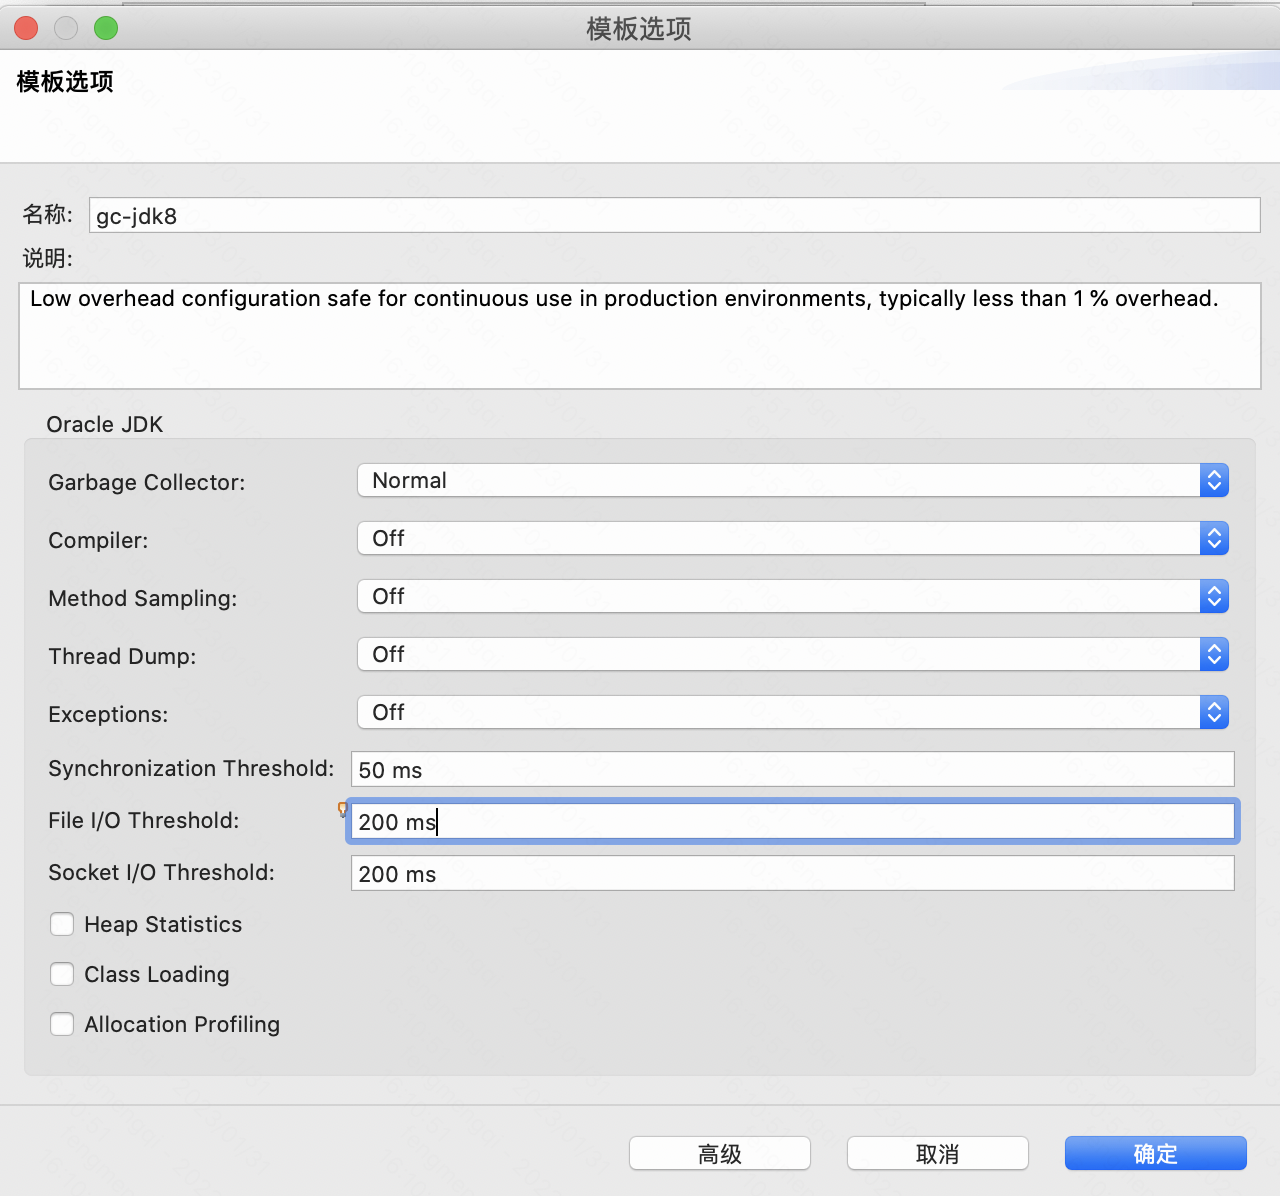 模板选项
模板选项
名称: gc-jdk8
说明:
Low overhead configuration safe for continuous use in production environments, typically less than 1 % overhead.
Oracle JDK
Garbage Collector: Normal
Compiler: Off
Method Sampling: Off
Thread Dump: Off
Exceptions: Off
Synchronization Threshold: 50 ms
File I/O Threshold: 200 ms
Socket I/O Threshold: 200 ms
Heap Statistics
Class Loading
Allocation Profiling
高级 取消 确定